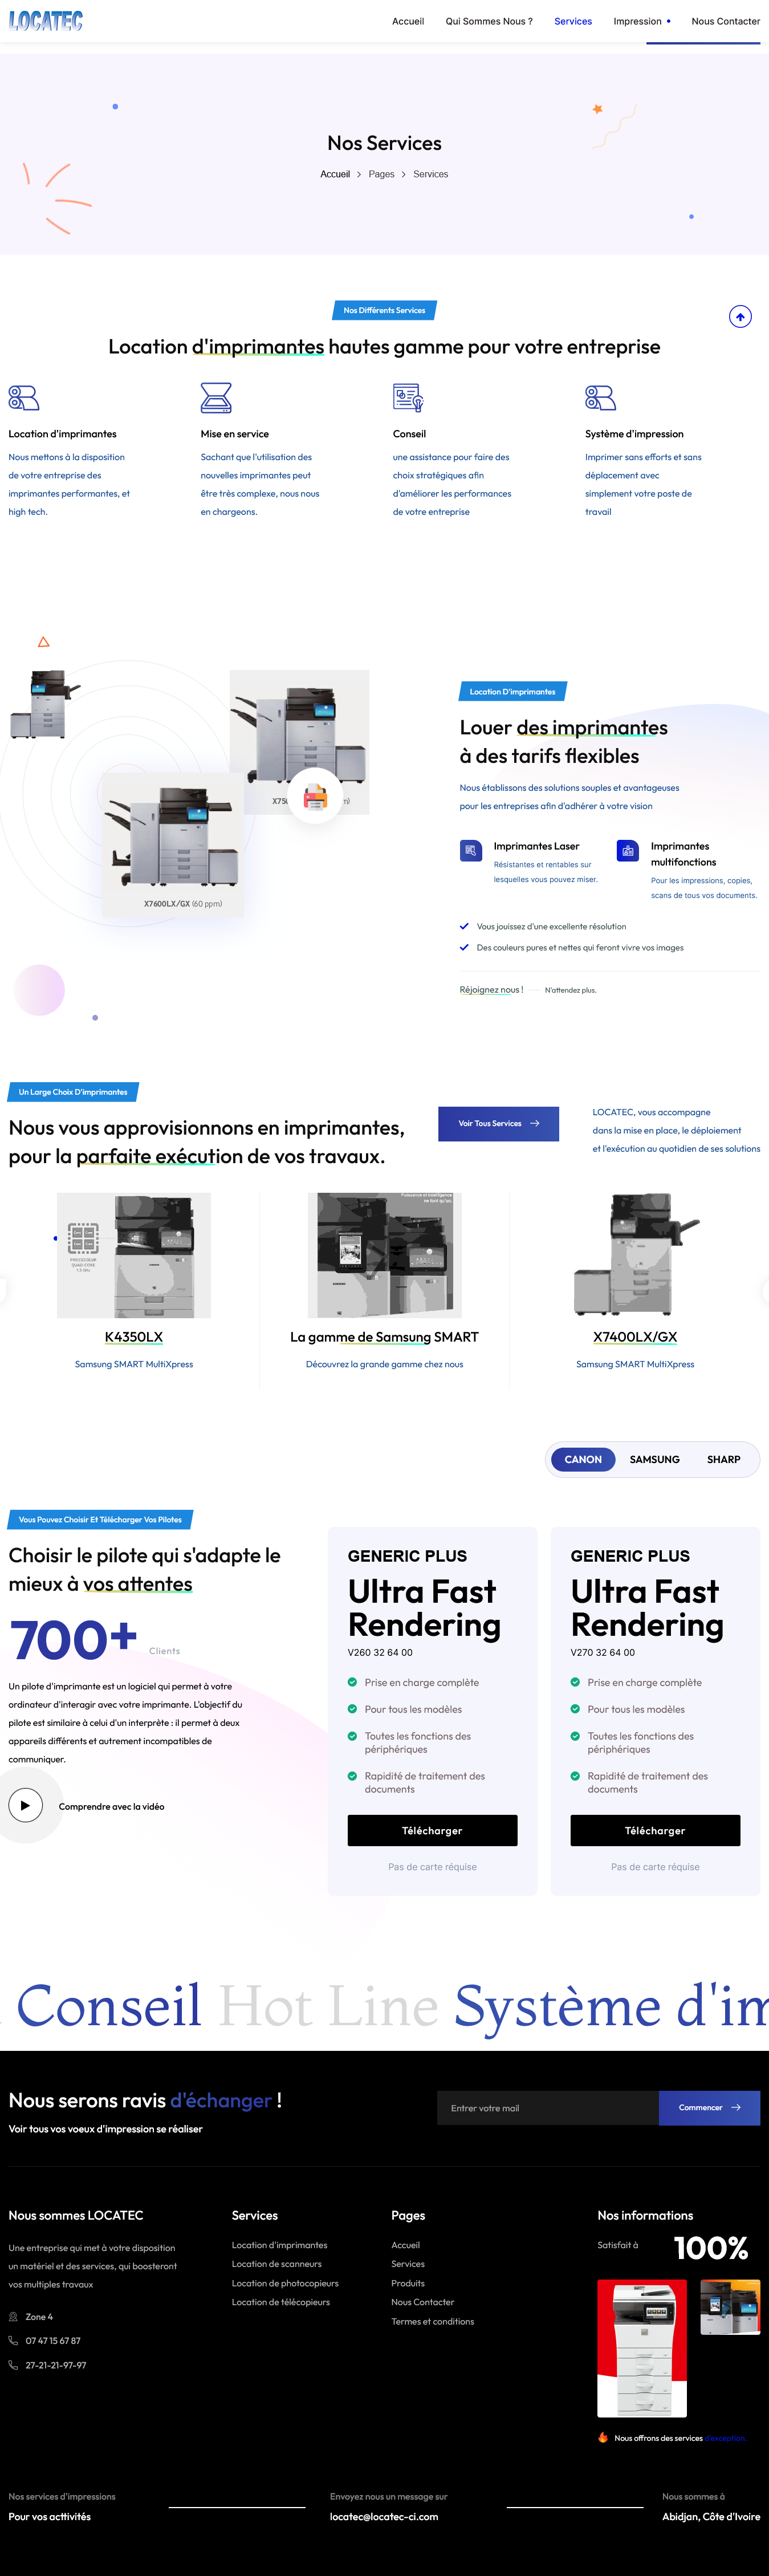 LOCATEC
Accueil
Qui Sommes Nous ?
Services
Impression
Nous Contacter
Nos Services
Accueil > Pages > Services
Nos Différents Services
Location d'imprimantes hautes gamme pour votre entreprise
Location d'imprimantes
Nous mettons à la disposition
de votre entreprise des
imprimantes performantes, et
high tech.
Mise en service
Sachant que l'utilisation des
nouvelles imprimantes peut
être très complexe, nous nous
en chargeons.
Conseil
une assistance pour faire des
choix stratégiques afin
d'améliorer les performances
de votre entreprise
Système d'impression
Imprimer sans efforts et sans
déplacement avec
simplement votre poste de
travail
X7600LX/GX (60 ppm)
Location D'imprimantes
Louer des imprimantes
à des tarifs flexibles
Nous établissons des solutions souples et avantageuses
pour les entreprises afin d'adhérer à votre vision
Imprimantes Laser
Résistantes et rentables sur
lesquelles vous pouvez miser.
Imprimantes
multifonctions
Pour les impressions, copies,
scans de tous vos documents.
Vous jouissez d'une excellente résolution
Des couleurs pures et nettes qui feront vivre vos images
Réjoignez nous !
N'attendez plus.
Un Large Choix D'imprimantes
Nous vous approvisionnons en imprimantes,
pour la parfaite exécution de vos travaux.
Voir Tous Services
LOCATEC, vous accompagne
dans la mise en place, le déploiement
et l'exécution au quotidien de ses solutions
K4350LX
Samsung SMART MultiXpress
La gamme de Samsung SMART
Découvrez la grande gamme chez nous
X7400LX/GX
Samsung SMART MultiXpress
CANON
SAMSUNG
SHARP
Vous Pouvez Choisir Et Télécharger Vos Pilotes
Choisir le pilote qui s'adapte le
mieux à vos attentes
700+
Clients
Un pilote d'imprimante est un logiciel qui permet à votre
ordinateur d'interagir avec votre imprimante. L'objectif du
pilote est similaire à celui d'un interprète : il permet à deux
appareils différents et autrement incompatibles de
communiquer.
Comprendre avec la vidéo
GENERIC PLUS
Ultra Fast
Rendering
V260 32 64 00
Prise en charge complète
Pour tous les modèles
Toutes les fonctions des
périphériques
Rapidité de traitement des
documents
Télécharger
Pas de carte réquise
GENERIC PLUS
Ultra Fast
Rendering
V270 32 64 00
Prise en charge complète
Pour tous les modèles
Toutes les fonctions des
périphériques
Rapidité de traitement des
documents
Télécharger
Pas de carte réquise
Conseil Hot Line Système d'im
Nous serons ravis d'échanger !
Voir tous vos voeux d'impression se réaliser
Entrer votre mail
Commencer
Nous sommes LOCATEC
Une entreprise qui met à votre disposition
un matériel et des services, qui boosteront
vos multiples travaux
Zone 4
07 47 15 67 87
27-21-21-97-97
Services
Location d'imprimantes
Location de scanneurs
Location de photocopieurs
Location de télécopieurs
Pages
Accueil
Services
Produits
Nous Contacter
Termes et conditions
Nos informations
Satisfait à
100%
Nous offrons des services d'exception.
Nos services d'impressions
Pour vos acttivités
Envoyez nous un message sur
locatec@locatec-ci.com
Nous sommes à
Abidjan, Côte d'Ivoire